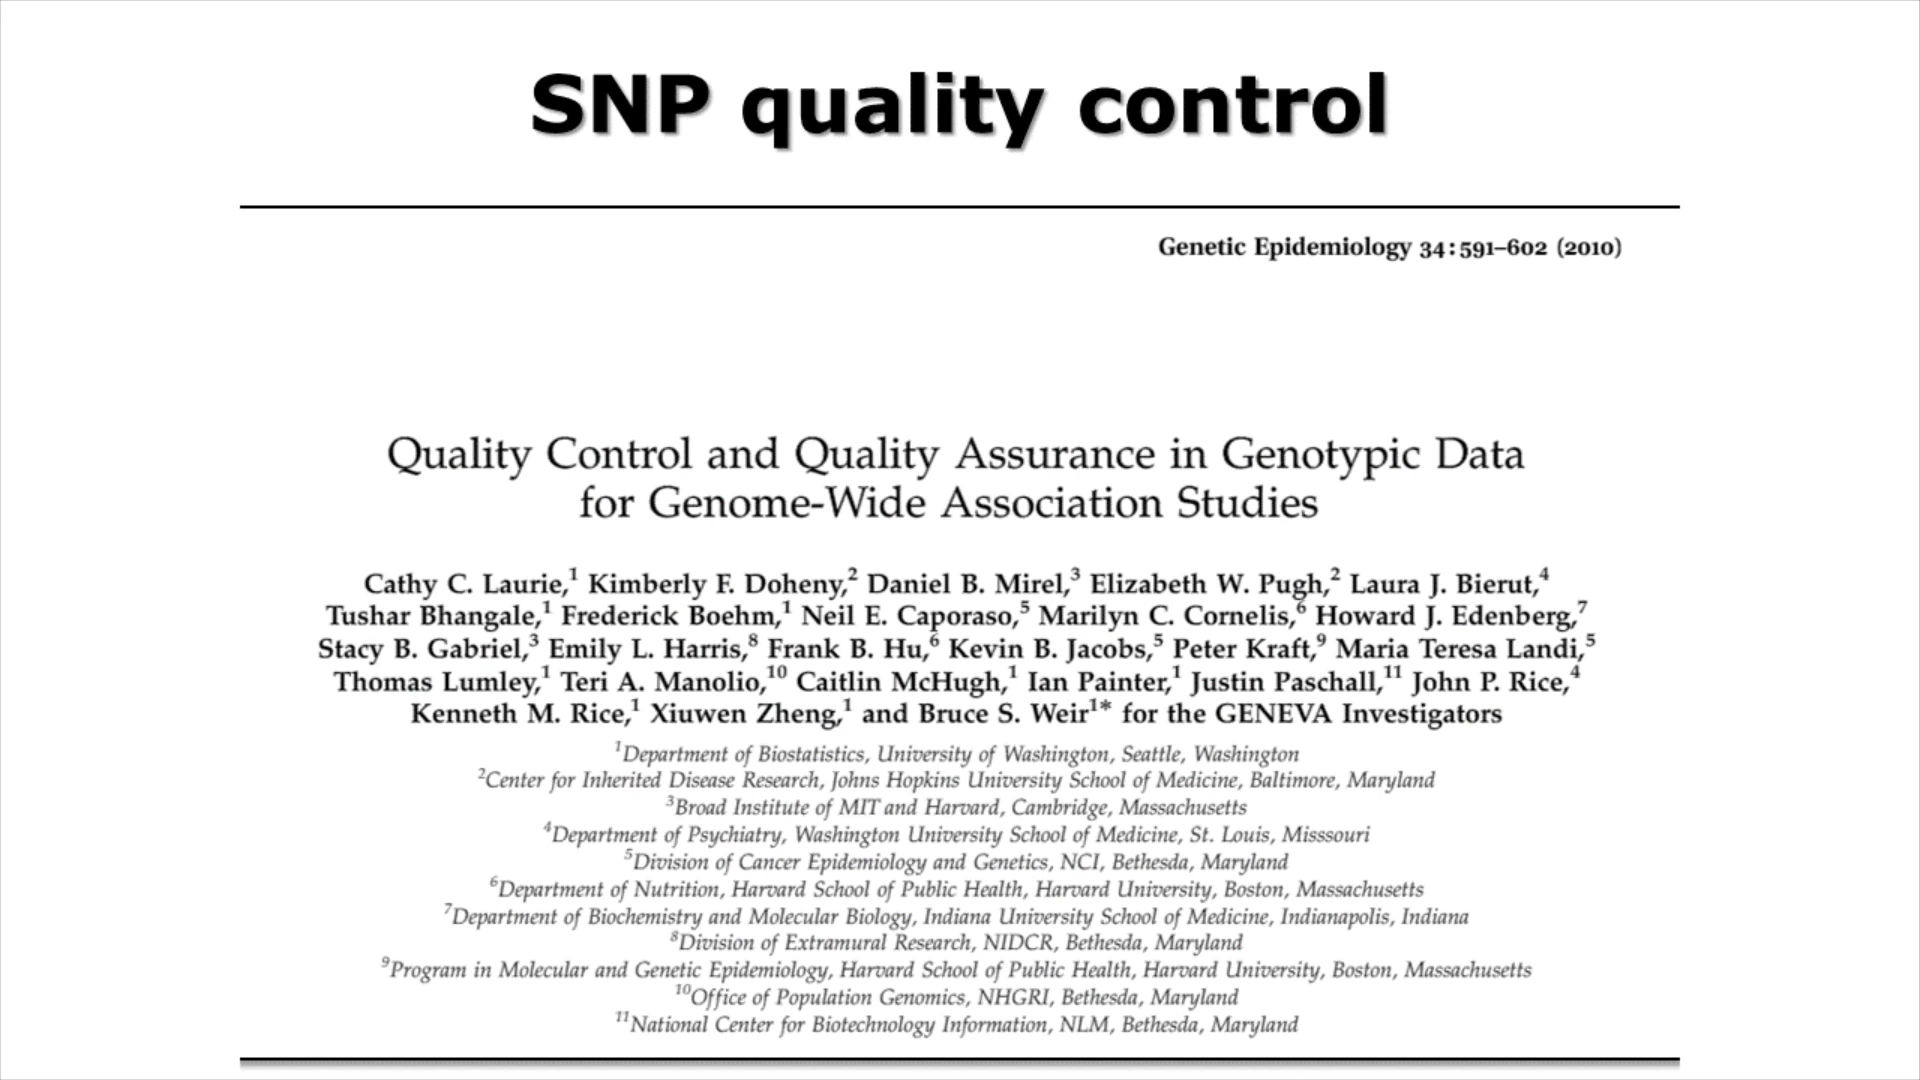 SNP quality control
Genetic Epidemiology 34:591–602 (2010)
Quality Control and Quality Assurance in Genotypic Data
for Genome-Wide Association Studies
Cathy C. Laurie,1 Kimberly F. Doheny,2 Daniel B. Mirel,3 Elizabeth W. Pugh,2 Laura J. Bierut,4
Tushar Bhangale,1 Frederick Boehm,1 Neil E. Caporaso,5 Marilyn C. Cornelis,6 Howard J. Edenberg,7
Stacy B. Gabriel,3 Emily L. Harris,8 Frank B. Hu,6 Kevin B. Jacobs,5 Peter Kraft,9 Maria Teresa Landi,5
Thomas Lumley,1 Teri A. Manolio,10 Caitlin McHugh,1 Ian Painter,1 Justin Paschall,11 John P. Rice,4
Kenneth M. Rice,1 Xiuwen Zheng,1 and Bruce S. Weir1* for the GENEVA Investigators
1Department of Biostatistics, University of Washington, Seattle, Washington
2Center for Inherited Disease Research, Johns Hopkins University School of Medicine, Baltimore, Maryland
3Broad Institute of MIT and Harvard, Cambridge, Massachusetts
4Department of Psychiatry, Washington University School of Medicine, St. Louis, Misssouri
5Division of Cancer Epidemiology and Genetics, NCI, Bethesda, Maryland
6Department of Nutrition, Harvard School of Public Health, Harvard University, Boston, Massachusetts
7Department of Biochemistry and Molecular Biology, Indiana University School of Medicine, Indianapolis, Indiana
8Division of Extramural Research, NIDCR, Bethesda, Maryland
9Program in Molecular and Genetic Epidemiology, Harvard School of Public Health, Harvard University, Boston, Massachusetts
10Office of Population Genomics, NHGRI, Bethesda, Maryland
11National Center for Biotechnology Information, NLM, Bethesda, Maryland